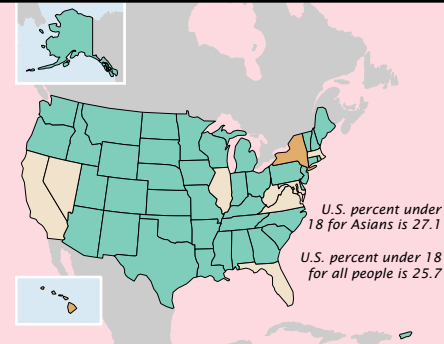 U.S. percent under
18 for Asians is 27.1
U.S. percent under 18
for all people is 25.7